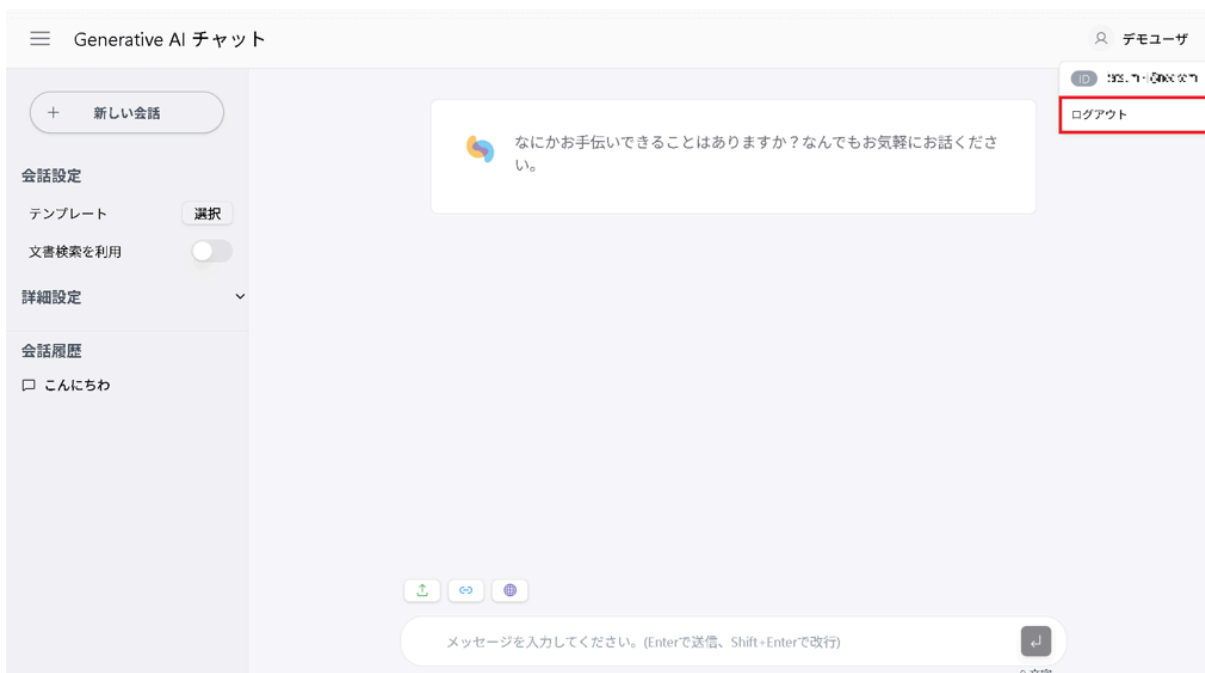 Generative AI チャット
デモユーザ
ID
ログアウト
+ 新しい会話
会話設定
テンプレート 選択
文書検索を利用
詳細設定
会話履歴
こんにちわ
なにかお手伝いできることはありますか？なんでもお気軽にお話くださ
い。
メッセージを入力してください。(Enterで送信、Shift+Enterで改行)